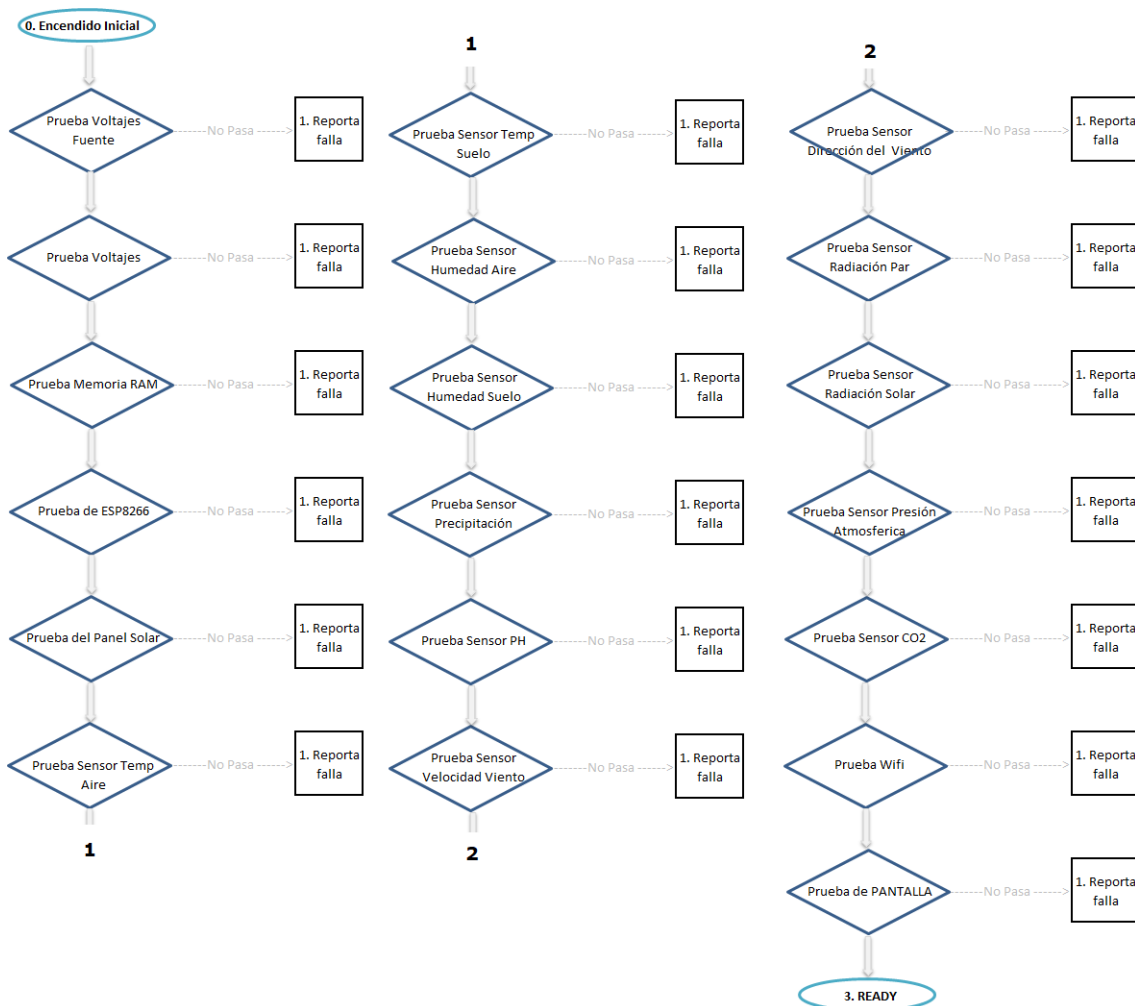 0. Encendido Inicial
Prueba Voltajes
Fuente
No Pasa
1. Reporta
falla
Prueba Voltajes
No Pasa
1. Reporta
falla
Prueba Memoria RAM
No Pasa
1. Reporta
falla
Prueba de ESP8266
No Pasa
1. Reporta
falla
Prueba del Panel Solar
No Pasa
1. Reporta
falla
Prueba Sensor Temp
Aire
No Pasa
1. Reporta
falla
1
1
Prueba Sensor Temp
Suelo
No Pasa
1. Reporta
falla
Prueba Sensor
Humedad Aire
No Pasa
1. Reporta
falla
Prueba Sensor
Humedad Suelo
No Pasa
1. Reporta
falla
Prueba Sensor
Precipitación
No Pasa
1. Reporta
falla
Prueba Sensor PH
No Pasa
1. Reporta
falla
Prueba Sensor
Velocidad Viento
No Pasa
1. Reporta
falla
2
2
Prueba Sensor
Dirección del Viento
No Pasa
1. Reporta
falla
Prueba Sensor
Radiación Par
No Pasa
1. Reporta
falla
Prueba Sensor
Radiación Solar
No Pasa
1. Reporta
falla
Prueba Sensor Presión
Atmosferica
No Pasa
1. Reporta
falla
Prueba Sensor CO2
No Pasa
1. Reporta
falla
Prueba Wifi
No Pasa
1. Reporta
falla
Prueba de PANTALLA
No Pasa
1. Reporta
falla
3. READY